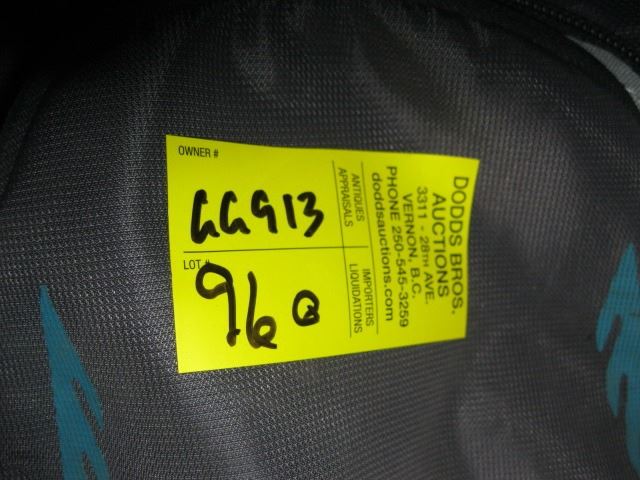 DODDS BROS.
AUCTIONS
3311 - 28TH AVE.
VERNON, B.C.
PHONE 250-545-3259
doddsauctions.com
ANTIQUES
APPRAISALS
IMPORTERS
LIQUIDATIONS
OWNER #
GG913
LOT #
96 Q